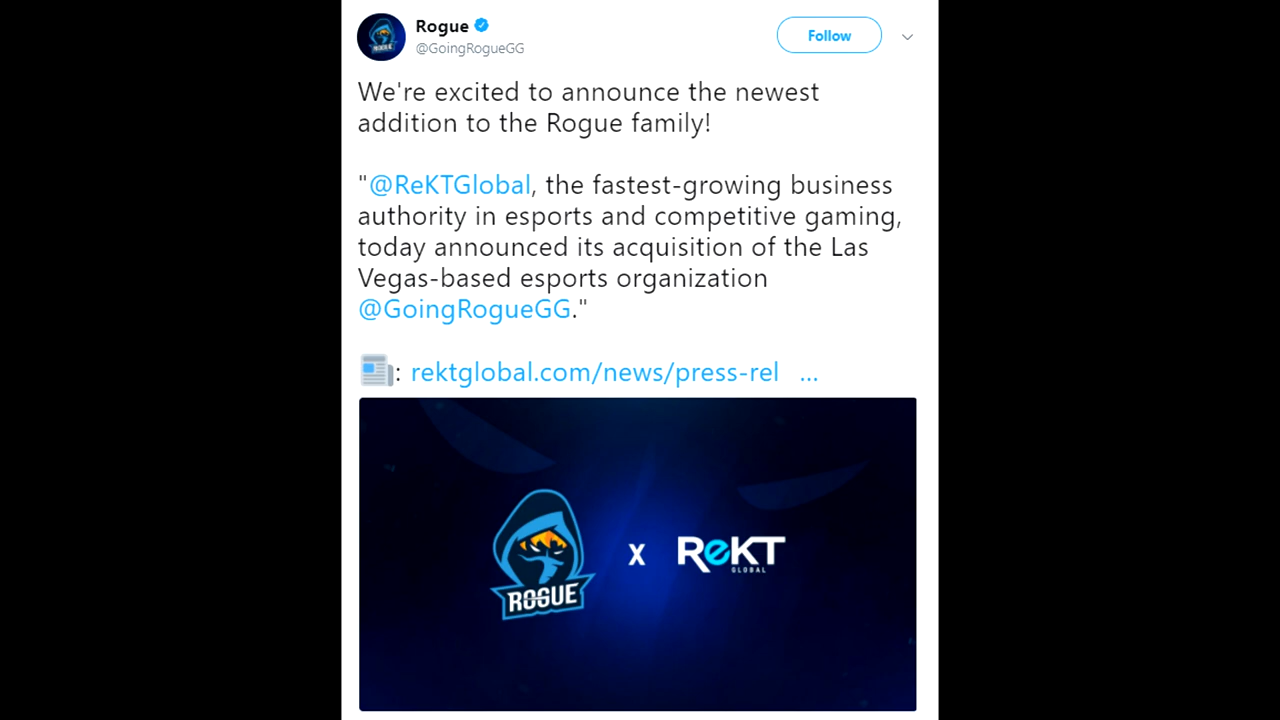 Rogue
@GoingRogueGG
Follow
We're excited to announce the newest
addition to the Rogue family!
"@ReKTGlobal, the fastest-growing business
authority in esports and competitive gaming,
today announced its acquisition of the Las
Vegas-based esports organization
@GoingRogueGG."
: rektglobal.com/news/press-rel ...
ROGUE
X
ReKT
GLOBAL